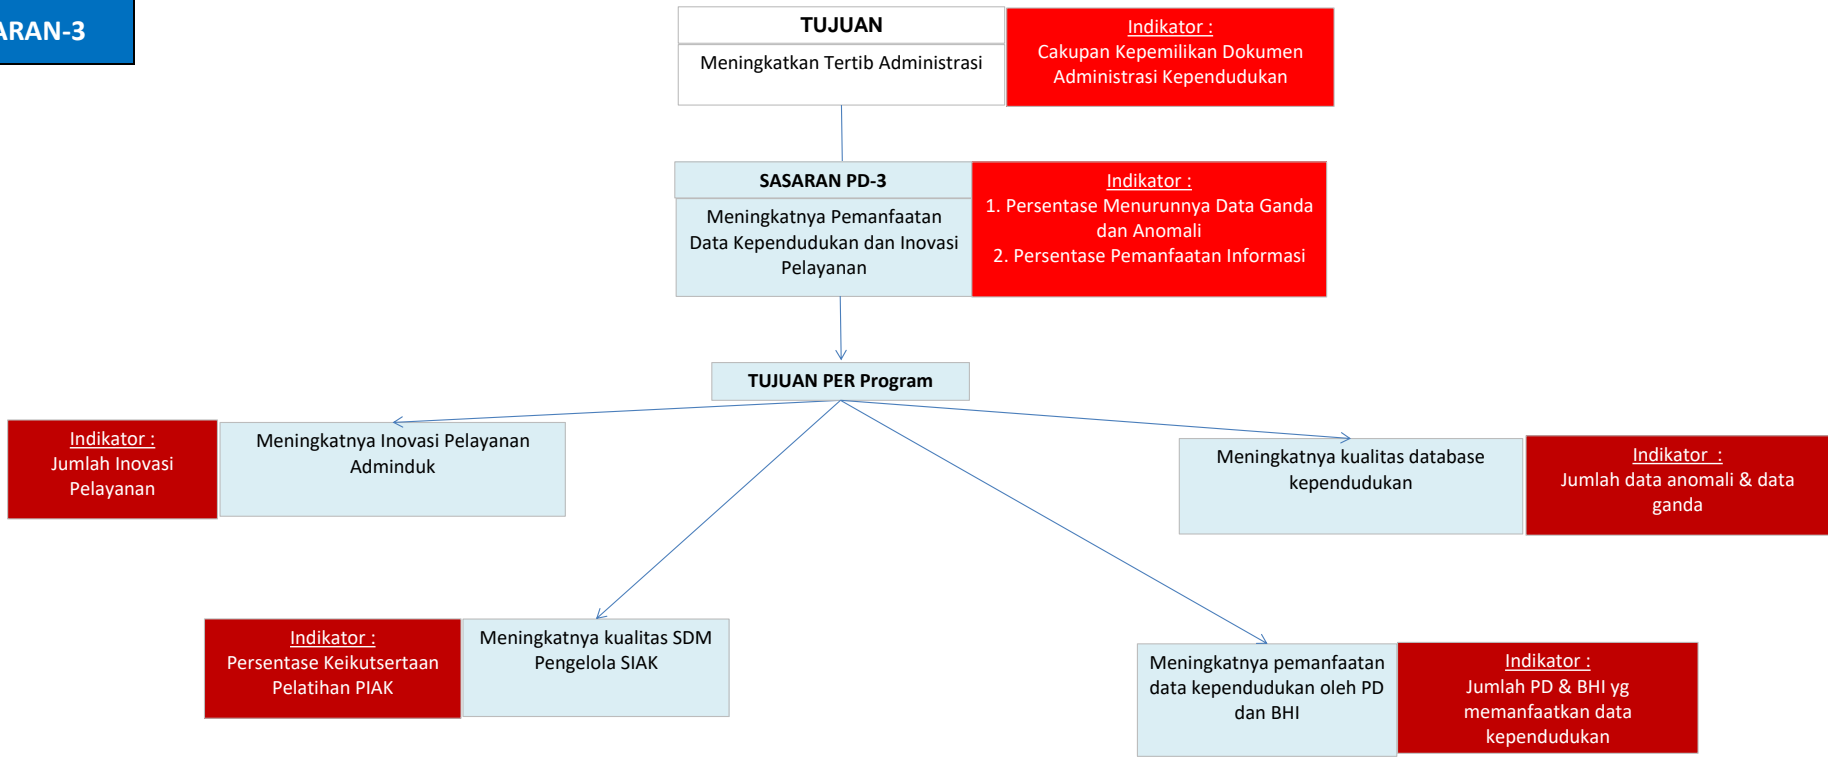 ARAN-3
TUJUAN
Meningkatkan Tertib Administrasi
Indikator :
Cakupan Kepemilikan Dokumen
Administrasi Kependudukan
SASARAN PD-3
Meningkatnya Pemanfaatan
Data Kependudukan dan Inovasi
Pelayanan
Indikator :
1. Persentase Menurunnya Data Ganda
dan Anomali
2. Persentase Pemanfaatan Informasi
TUJUAN PER Program
Indikator :
Jumlah Inovasi
Pelayanan
Meningkatnya Inovasi Pelayanan
Adminduk
Meningkatnya kualitas database
kependudukan
Indikator :
Jumlah data anomali & data
ganda
Indikator :
Persentase Keikutsertaan
Pelatihan PIAK
Meningkatnya kualitas SDM
Pengelola SIAK
Meningkatnya pemanfaatan
data kependudukan oleh PD
dan BHI
Indikator :
Jumlah PD & BHI yg
memanfaatkan data
kependudukan